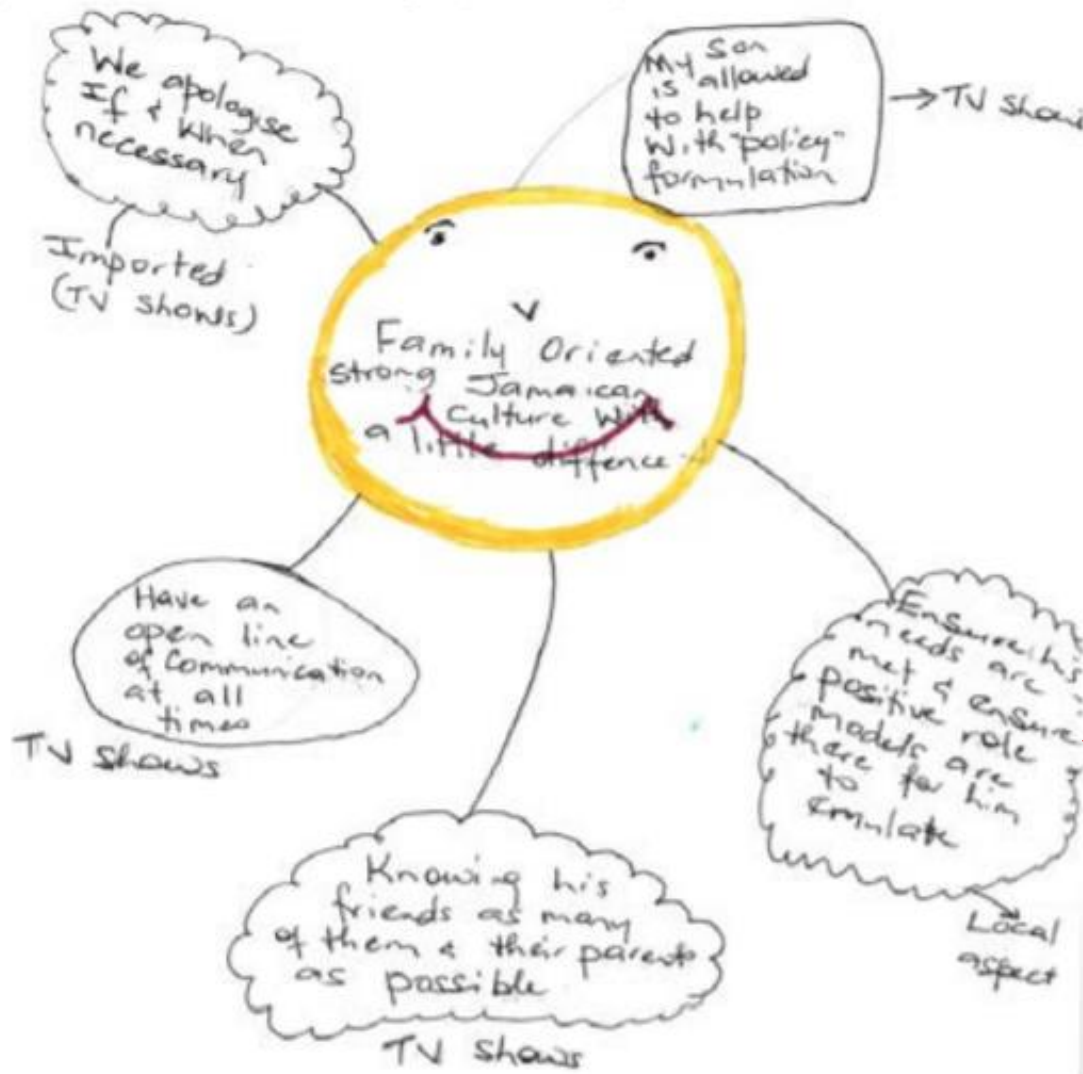 We apologise
If & When
necessary
Imported
(TV shows)
My son
is allowed
to help
With "policy"
formulation
TV show
Family Oriented
strong Jamaican
Culture With
a little diffence
Have an
open line
of Communication
at all
times
TV shows
Knowing his
friends as many
of them & their parents
as possible
TV shows
Ensure his
needs are
met & ensure
positive role
models are
there for him
to
emulate
Local
aspect